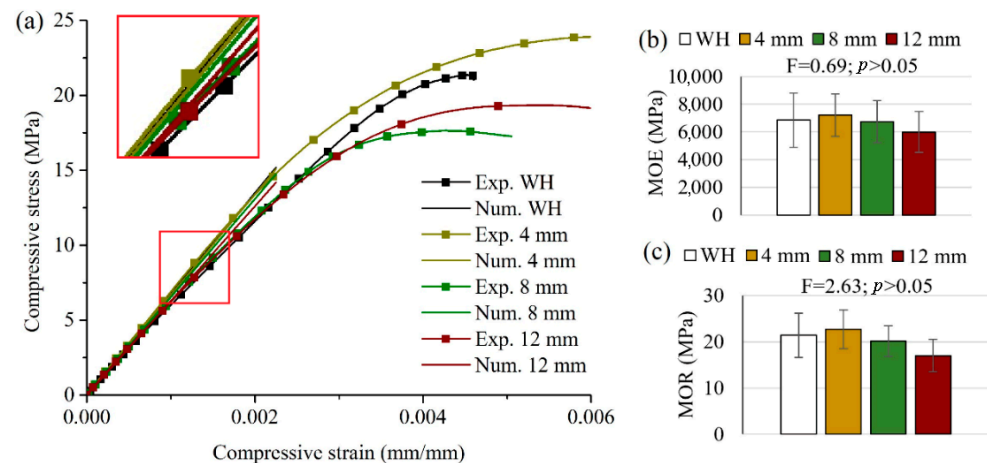 (a)
25
20
15
10
5
0
Compressive stress (MPa)
Exp. WH
Num. WH
Exp. 4 mm
Num. 4 mm
Exp. 8 mm
Num. 8 mm
Exp. 12 mm
Num. 12 mm
0.000 0.002 0.004 0.006
Compressive strain (mm/mm)
(b)
WH 4 mm 8 mm 12 mm
F=0.69; p>0.05
10,000
8,000
6,000
4,000
2,000
0
MOE (MPa)
(c)
WH 4 mm 8 mm 12 mm
F=2.63; p>0.05
30
20
10
0
MOR (MPa)